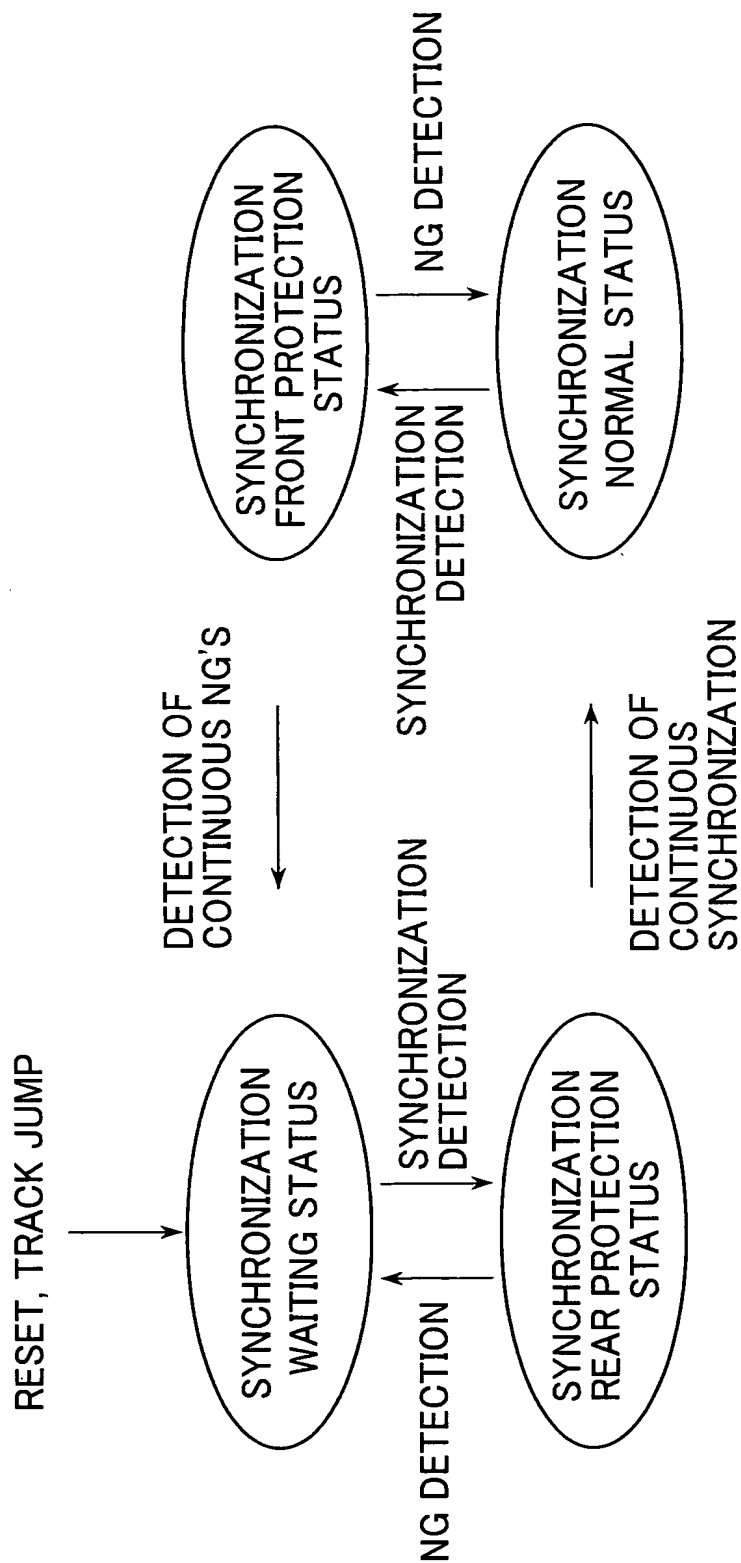 RESET, TRACK JUMP
SYNCHRONIZATION
WAITING STATUS
DETECTION OF
CONTINUOUS NG'S
SYNCHRONIZATION
FRONT PROTECTION
STATUS
NG DETECTION
SYNCHRONIZATION
DETECTION
SYNCHRONIZATION
DETECTION
NG DETECTION
SYNCHRONIZATION
REAR PROTECTION
STATUS
DETECTION OF
CONTINUOUS
SYNCHRONIZATION
SYNCHRONIZATION
NORMAL STATUS